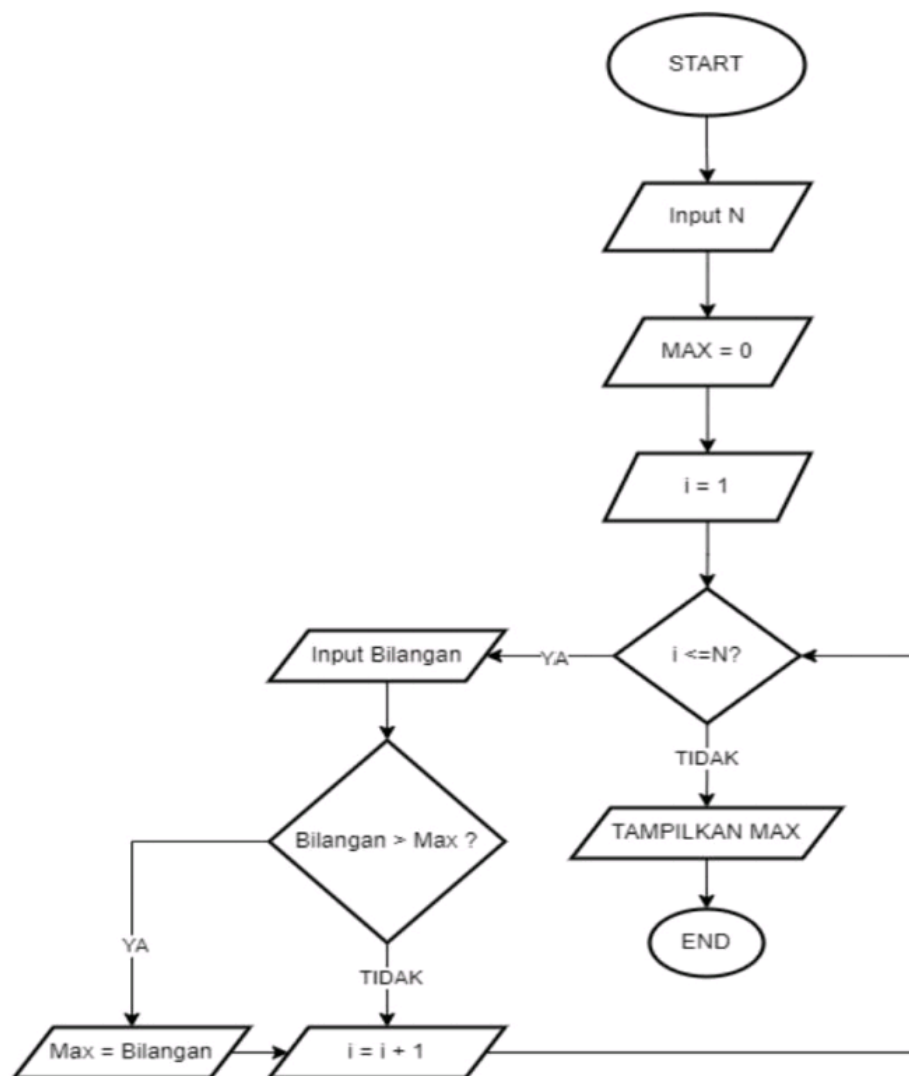 START
Input N
MAX = 0
i = 1
i <=N?
YA
Input Bilangan
TIDAK
TAMPILKAN MAX
Bilangan > Max ?
END
YA
TIDAK
Max = Bilangan
i = i + 1